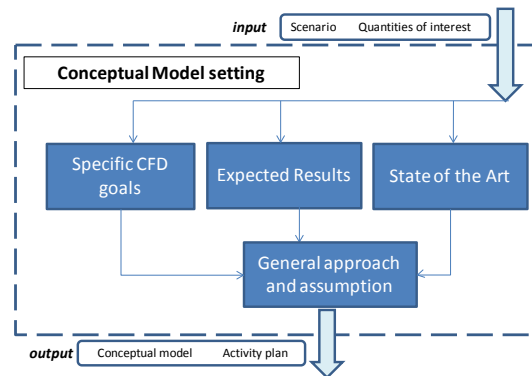 input Scenario Quantities of interest
Conceptual Model setting
Specific CFD
goals
Expected Results
State of the Art
General approach
and assumption
output Conceptual model Activity plan